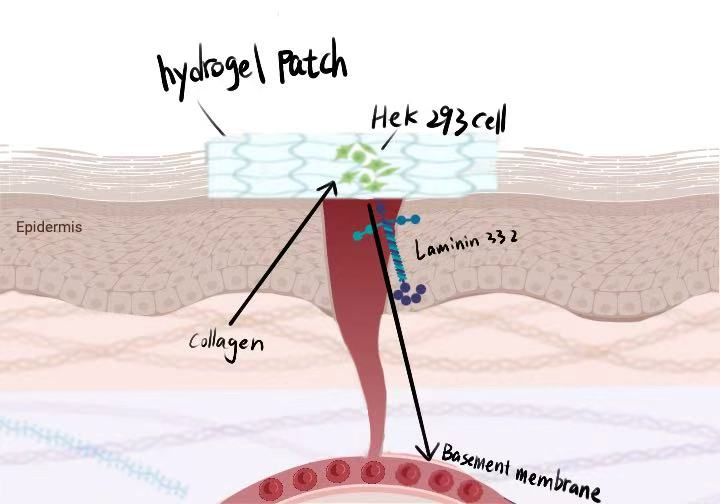 hydrogel Patch
Hek 293 cell
Epidermis
Laminin 332
Collagen
Basement membrane